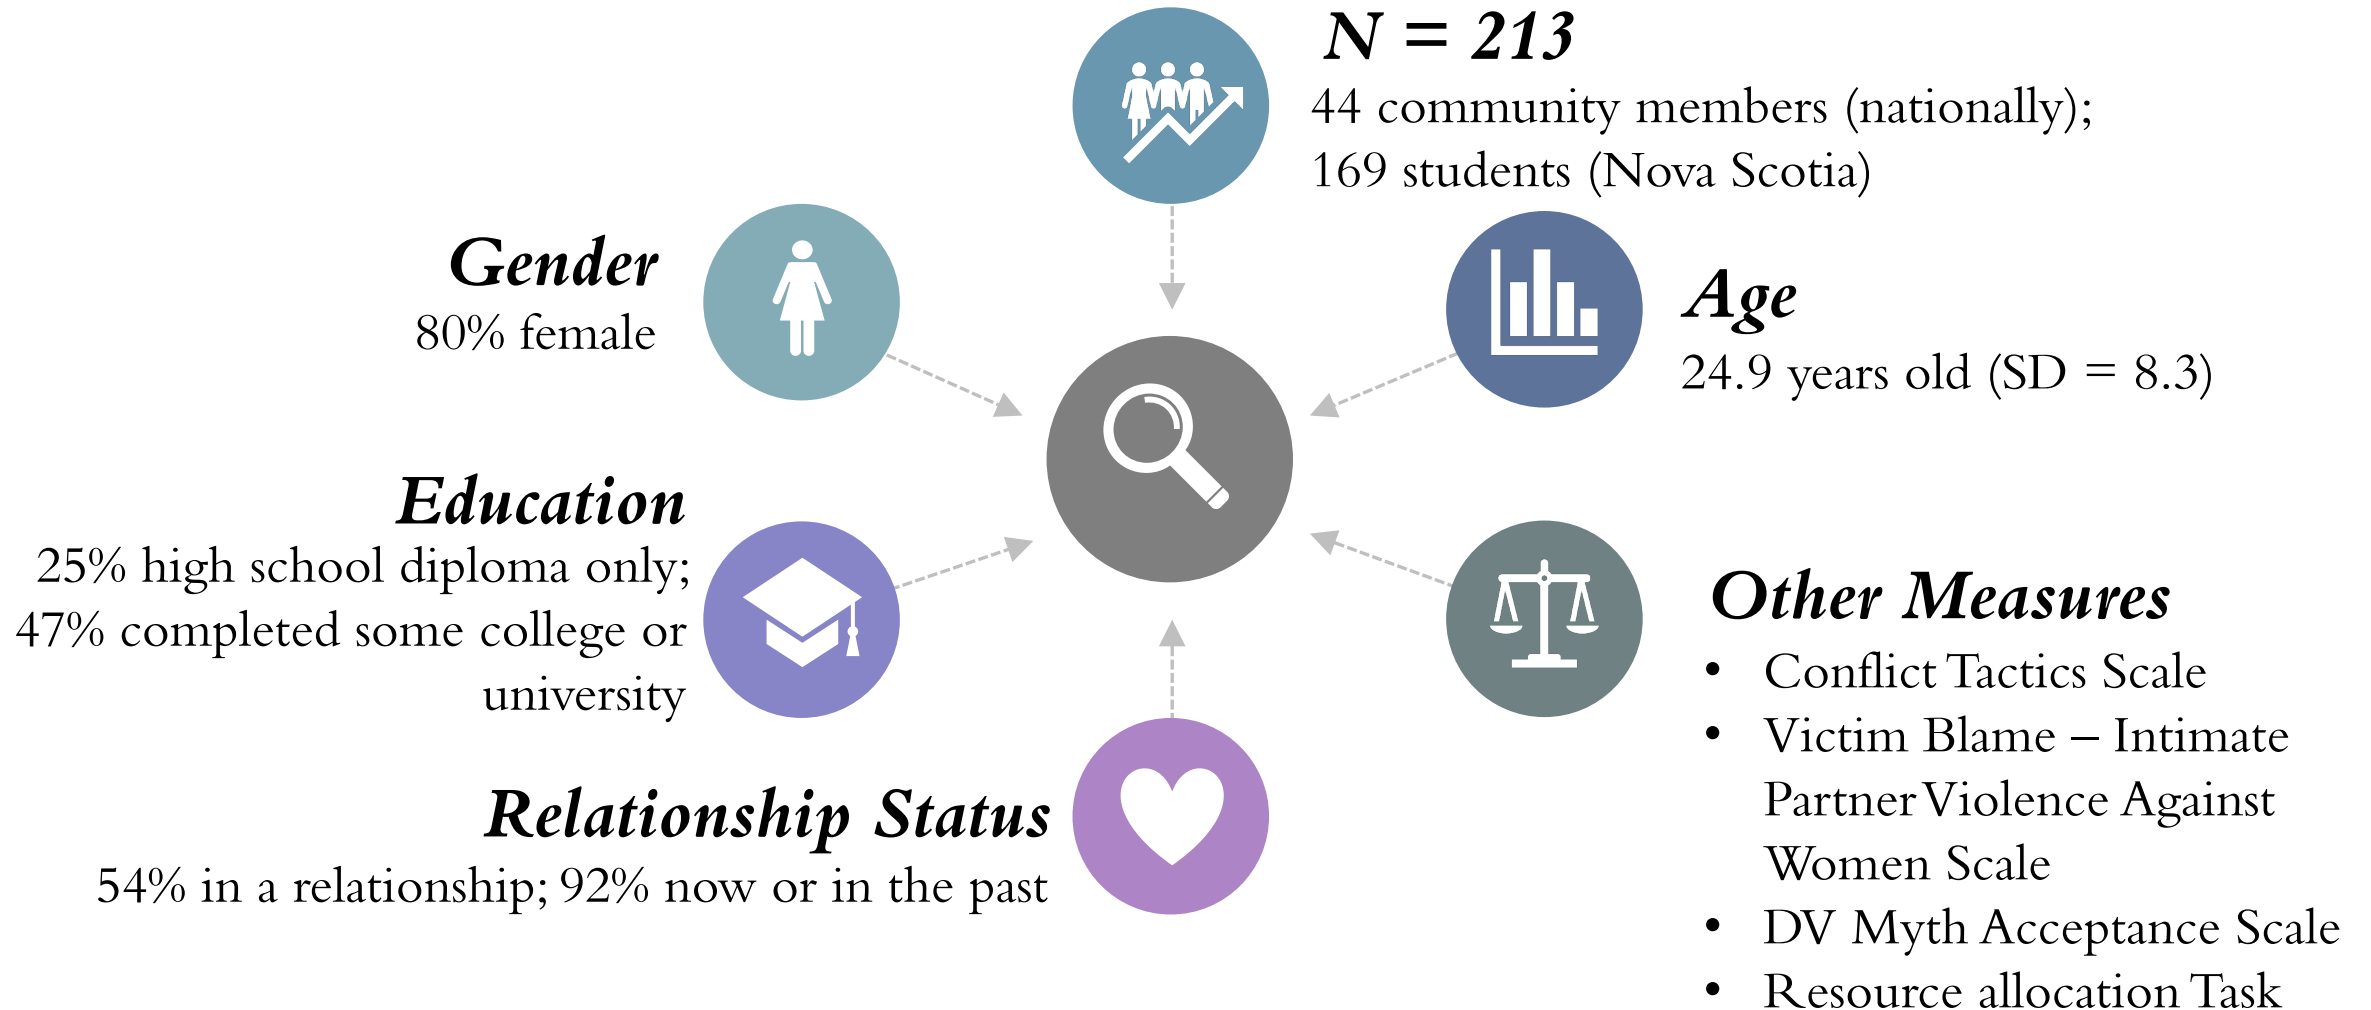 N = 213
44 community members (nationally);
169 students (Nova Scotia)
Gender
80% female
Age
24.9 years old (SD = 8.3)
Education
25% high school diploma only;
47% completed some college or
university
Other Measures
• Conflict Tactics Scale
• Victim Blame – Intimate
Partner Violence Against
Women Scale
• DV Myth Acceptance Scale
• Resource allocation Task
Relationship Status
54% in a relationship; 92% now or in the past